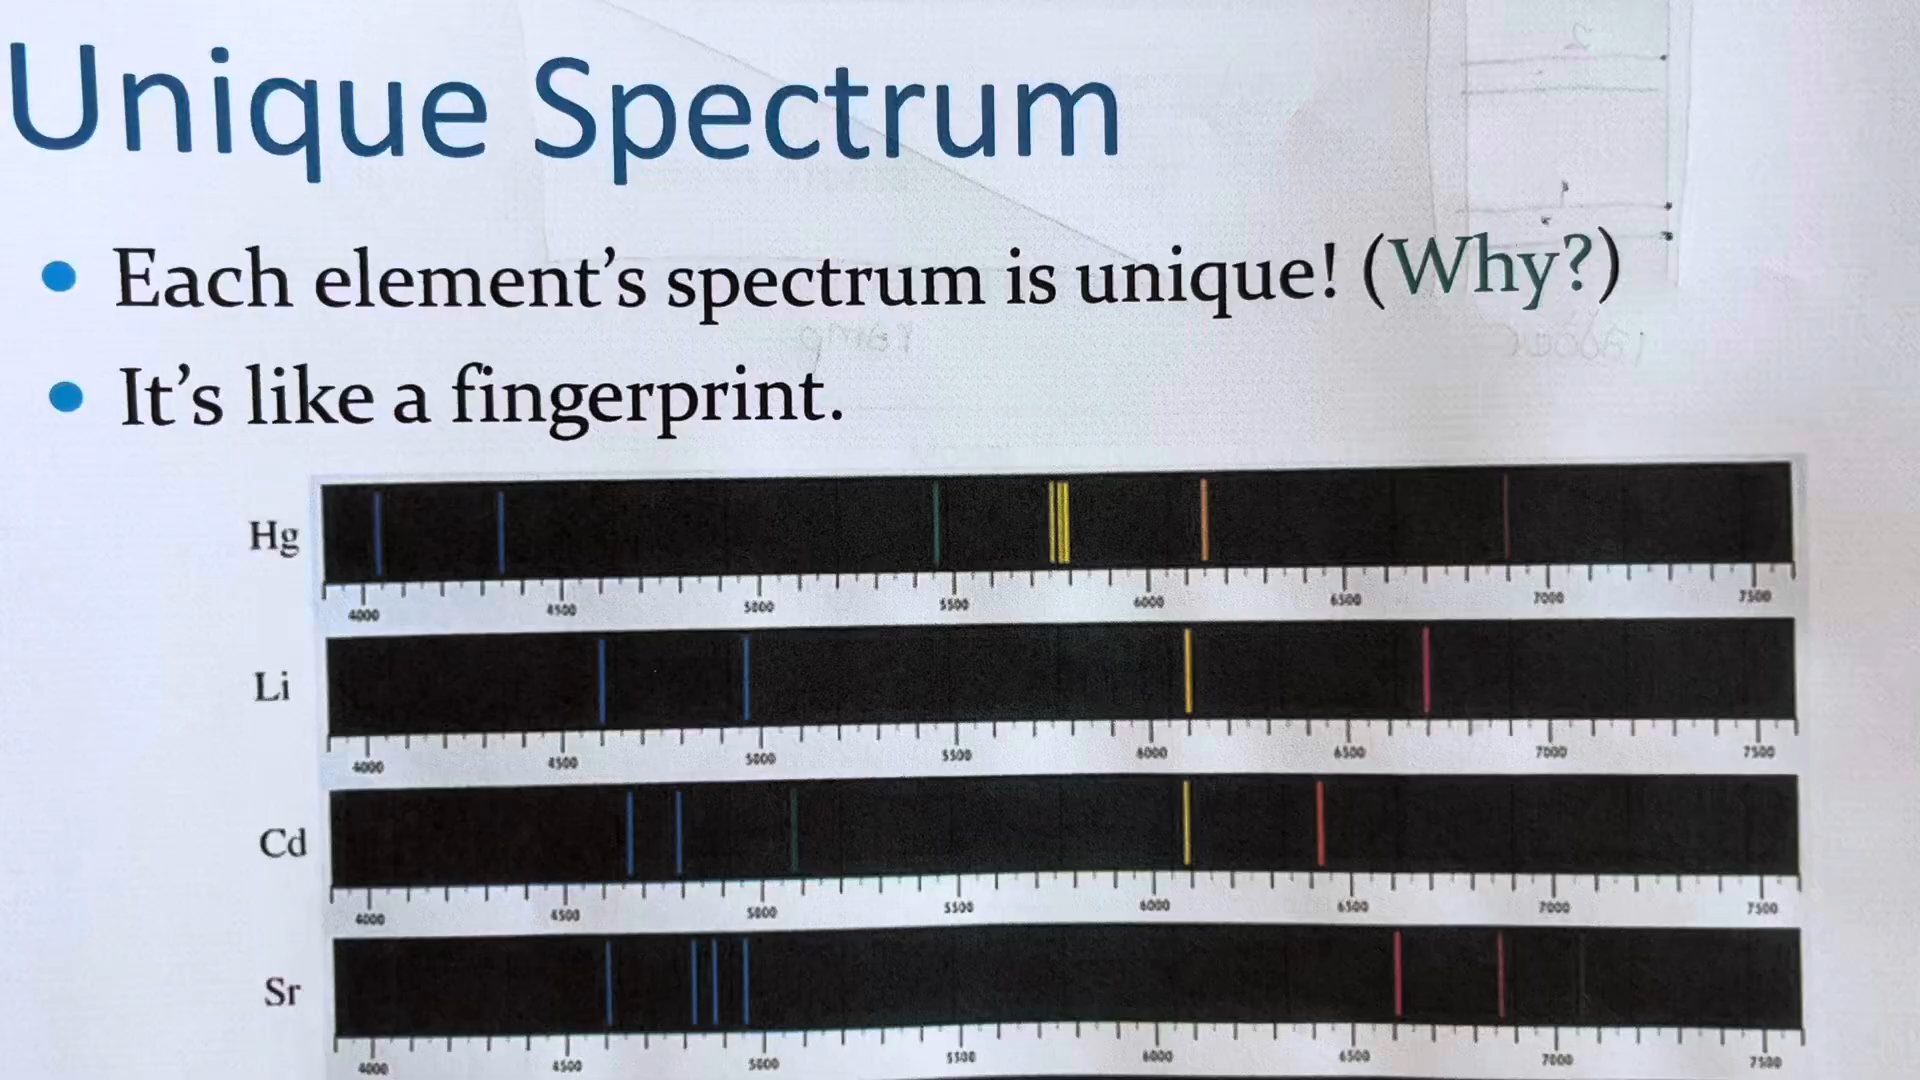 Unique Spectrum
• Each element's spectrum is unique! (Why?)
• It's like a fingerprint.
Hg
4000 4500 5000 5500 6000 6500 7000 7500
Li
4000 4500 5000 5500 6000 6500 7000 7500
Cd
4000 4500 5000 5500 6000 6500 7000 7500
Sr
4000 4500 5000 5500 6000 6500 7000 7500